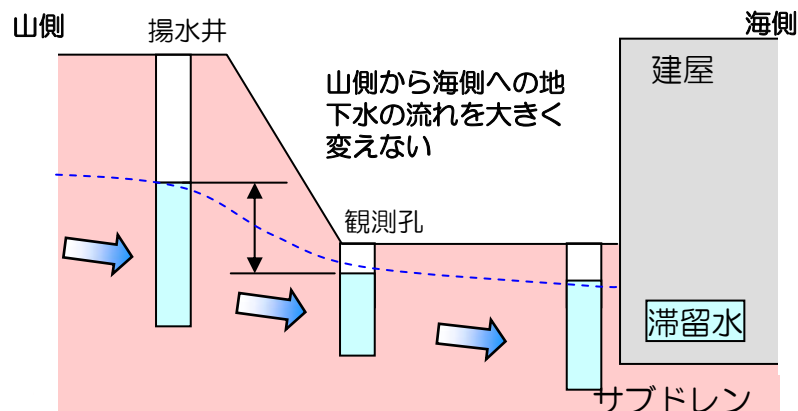 山側
揚水井
海側
建屋
山側から海側への地
下水の流れを大きく
変えない
観測孔
滞留水
サブドレン